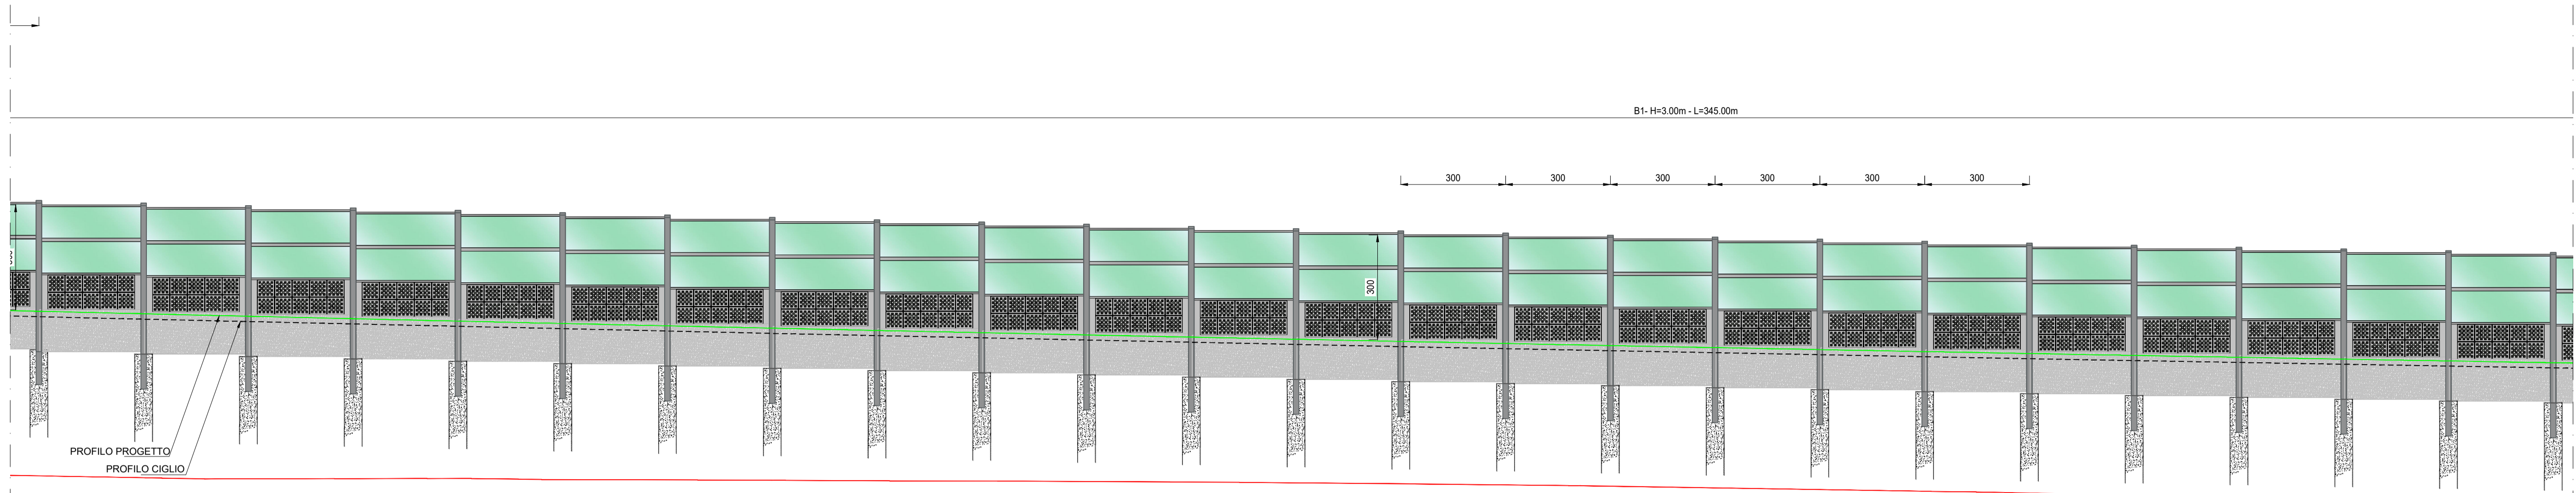 B1- H=3.00m - L=345.00m
300 300 300 300 300 300
300
PROFILO PROGETTO
PROFILO CIGLIO